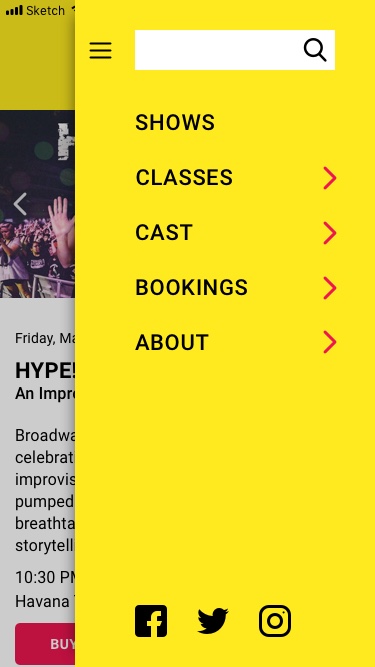 Sketch
SHOWS
CLASSES
CAST
BOOKINGS
ABOUT
Friday, Ma
HYPE!
An Impr
Broadwa
celebrat
improvis
pumped
breathta
storytell
10:30 PM
Havana
BUY